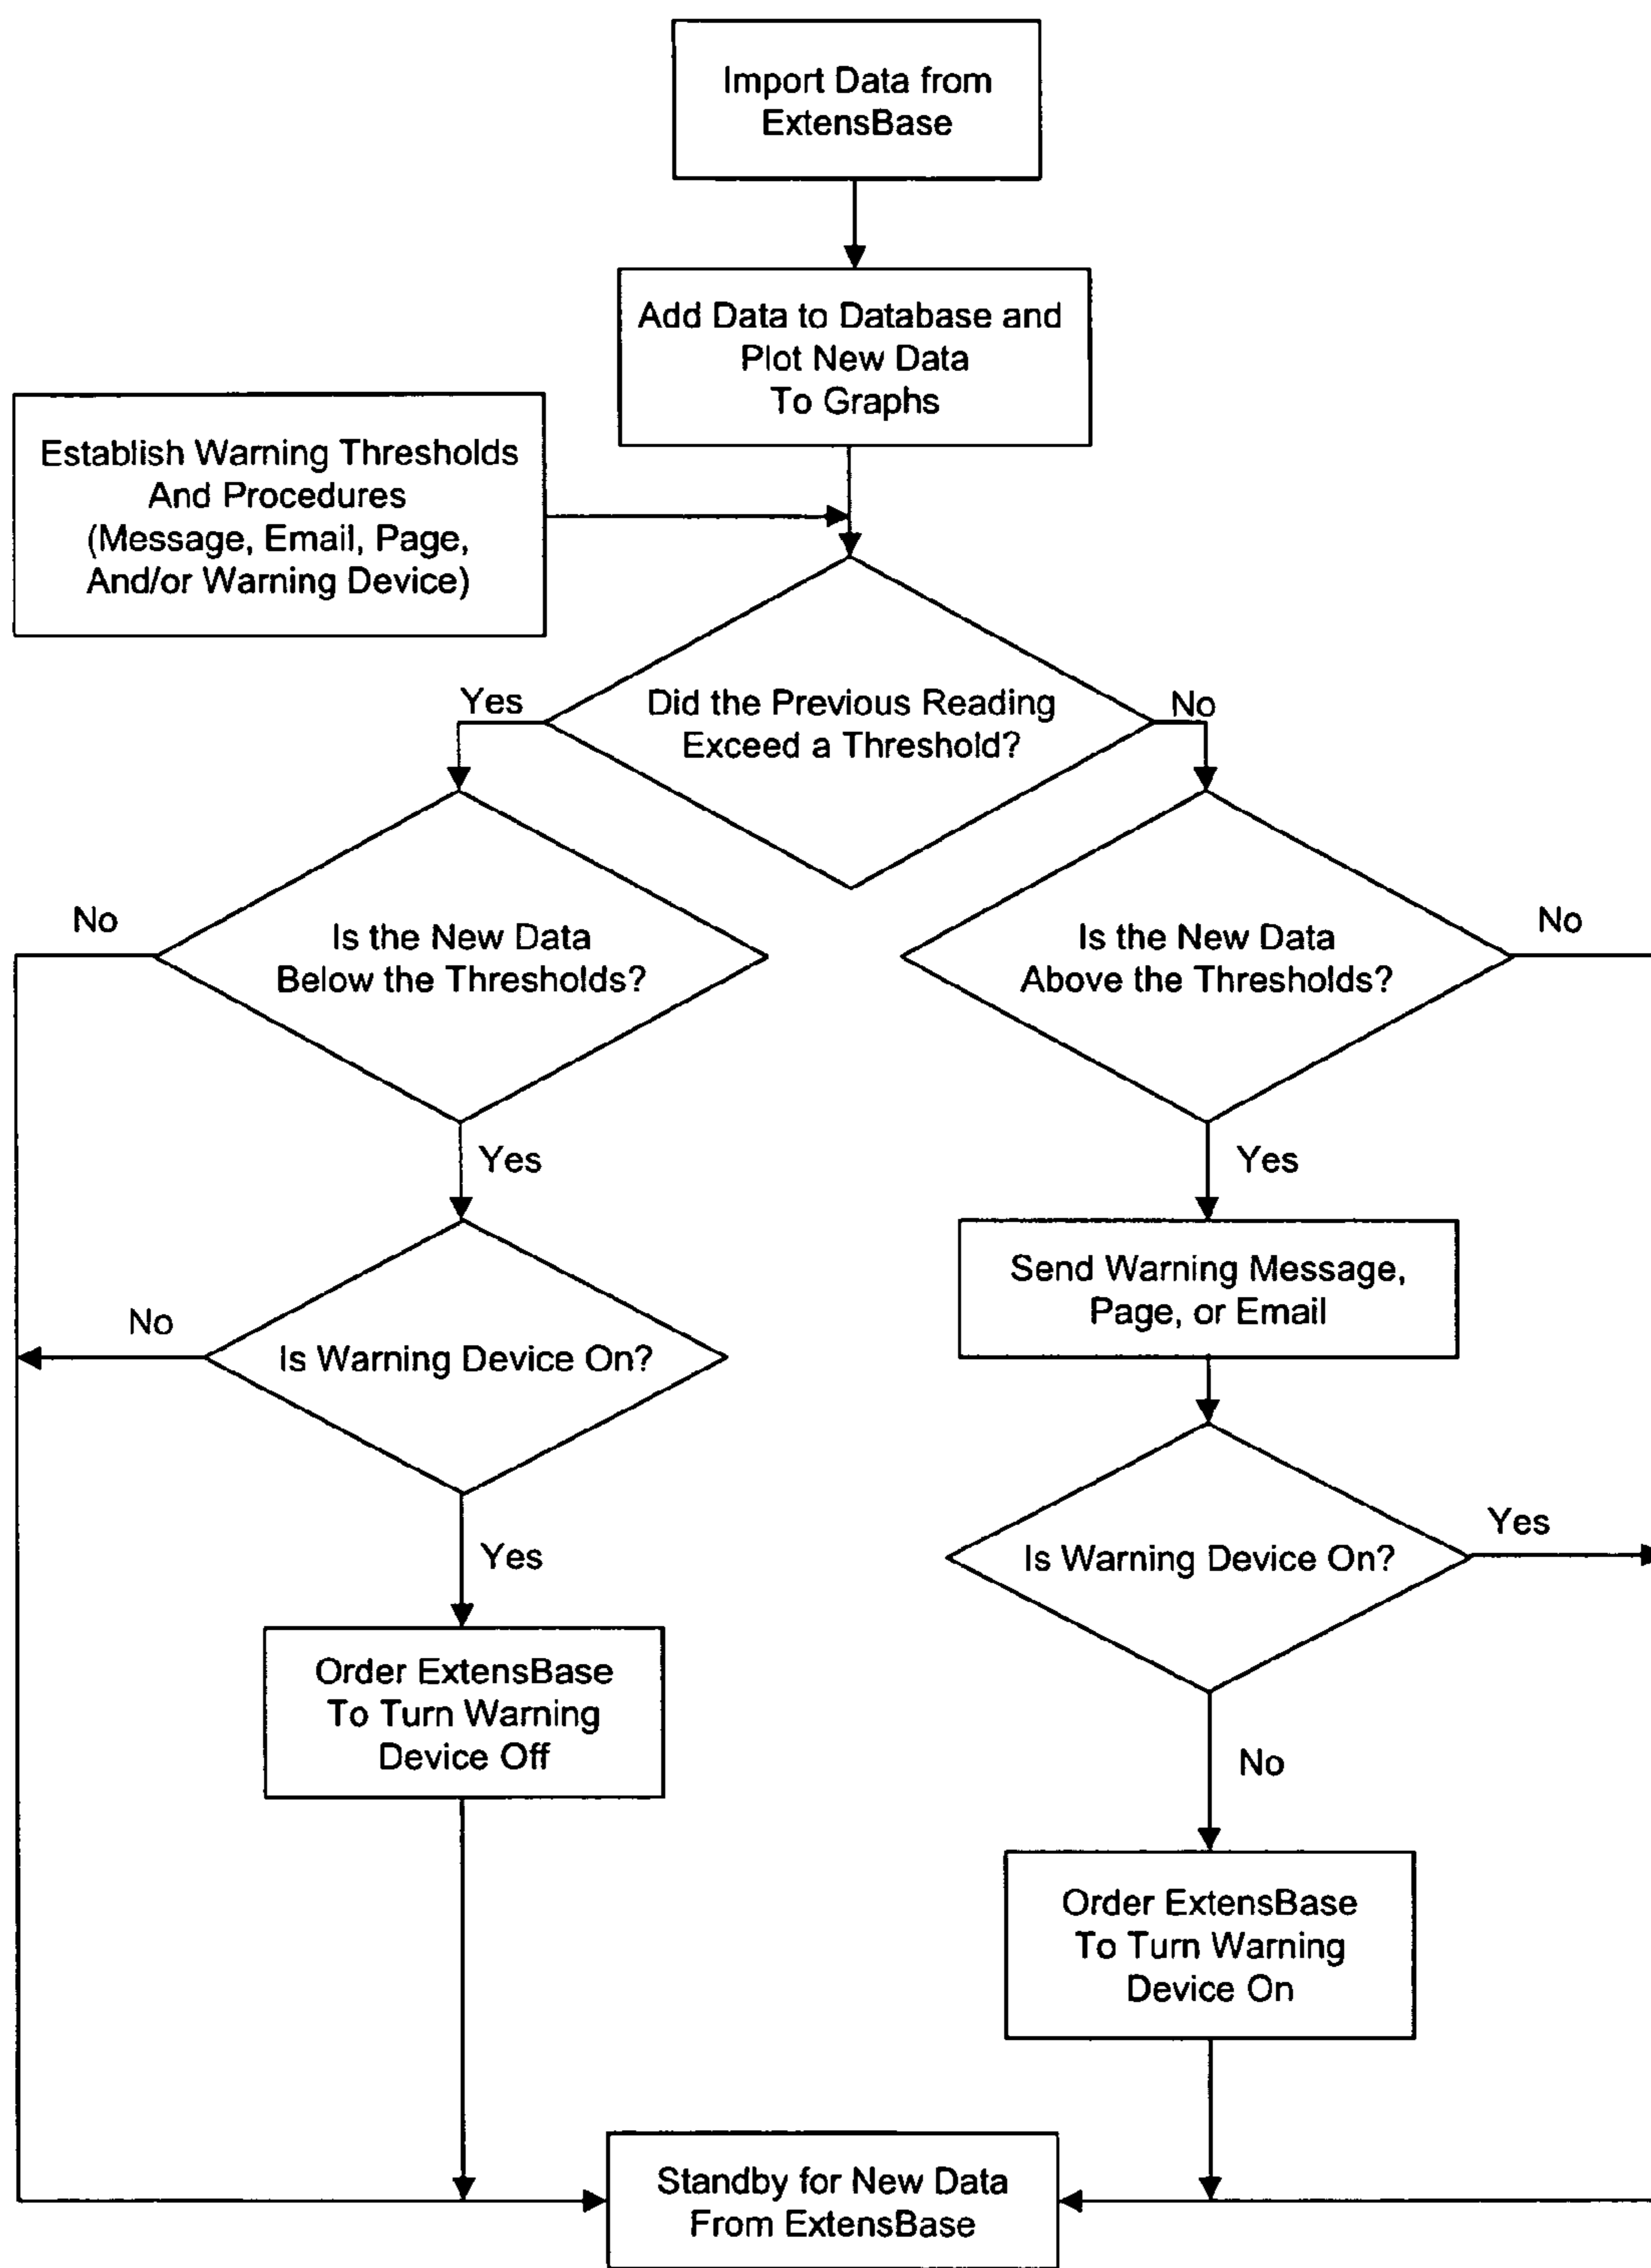 Import Data from
ExtensBase
Add Data to Database and
Plot New Data
To Graphs
Establish Warning Thresholds
And Procedures
(Message, Email, Page,
And/or Warning Device)
Did the Previous Reading
Exceed a Threshold?
Yes
No
Is the New Data
Below the Thresholds?
No
Yes
Is the New Data
Above the Thresholds?
No
Yes
Is Warning Device On?
No
Yes
Send Warning Message,
Page, or Email
Is Warning Device On?
Yes
No
Order ExtensBase
To Turn Warning
Device Off
Order ExtensBase
To Turn Warning
Device On
Standby for New Data
From ExtensBase